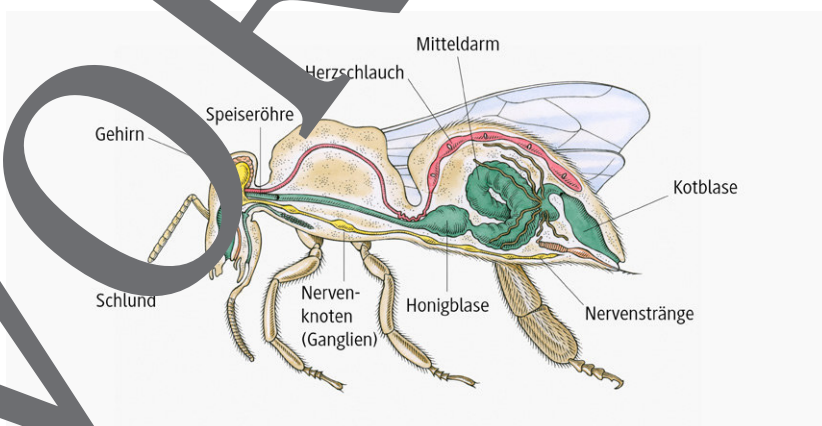 Mitteldarm
Herzschlauch
Speiseröhre
Gehirn
Kotblase
Schlund
Nerven-
knoten
(Ganglien)
Honigblase
Nervenstränge